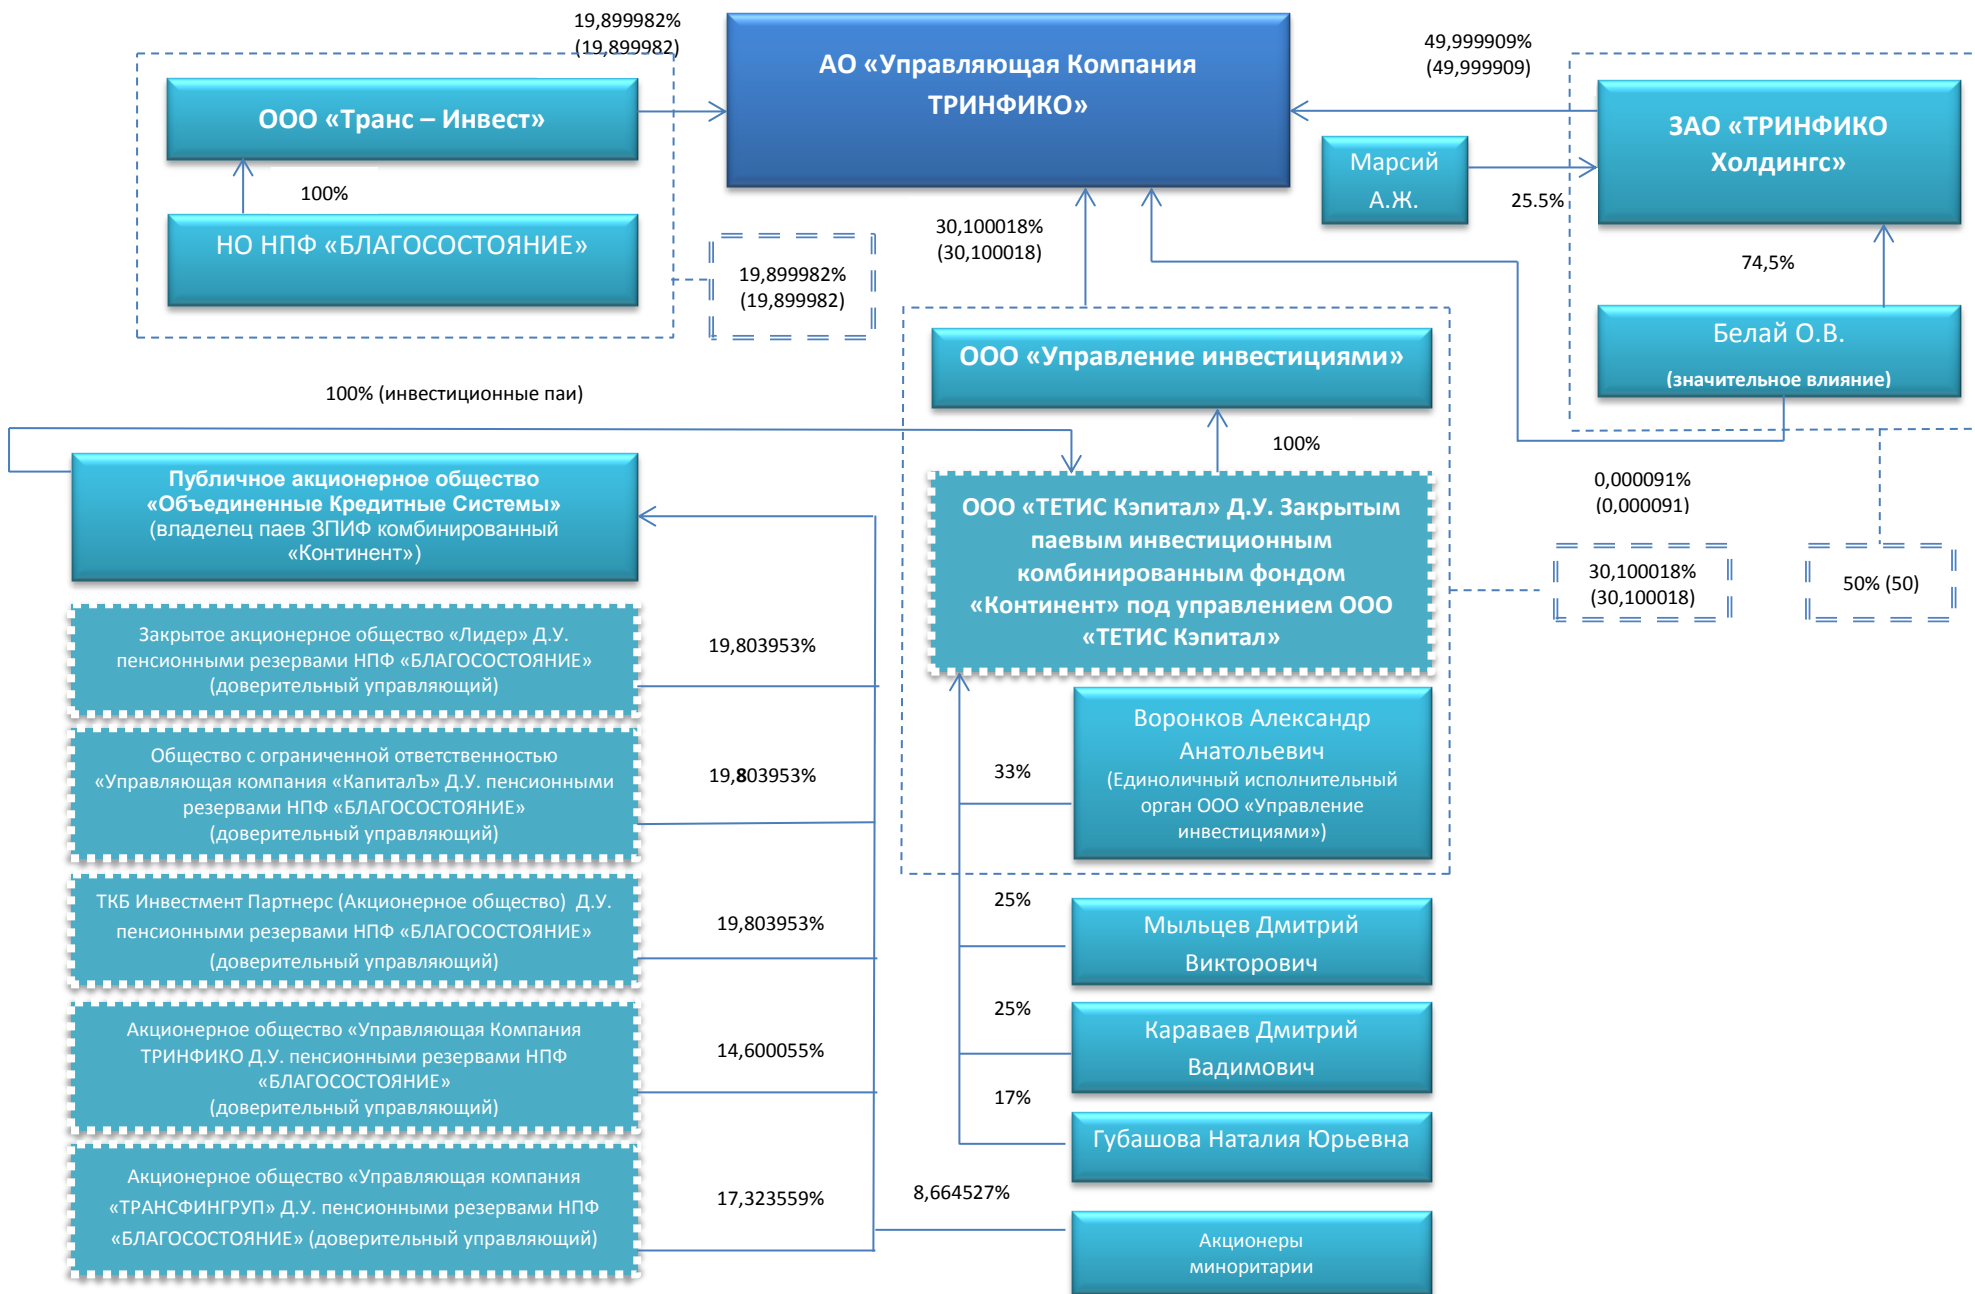 19,899982%
(19,899982)
АО «Управляющая Компания
ТРИНФИКО»
49,999909%
(49,999909)
ООО «Транс – Инвест»
ЗАО «ТРИНФИКО
Холдингс»
Марсий
А.Ж.
25.5%
100%
НО НПФ «БЛАГОСОСТОЯНИЕ»
19,899982%
(19,899982)
30,100018%
(30,100018)
74,5%
Белай О.В.
(значительное влияние)
ООО «Управление инвестициями»
100% (инвестиционные паи)
100%
Публичное акционерное общество
«Объединенные Кредитные Системы»
(владелец паев ЗПИФ комбинированный
«Континент»)
ООО «ТЕТИС Кэпитал» Д.У. Закрытым
паевым инвестиционным
комбинированным фондом
«Континент» под управлением ООО
«ТЕТИС Кэпитал»
0,000091%
(0,000091)
30,100018%
(30,100018)
50% (50)
Закрытое акционерное общество «Лидер» Д.У.
пенсионными резервами НПФ «БЛАГОСОСТОЯНИЕ»
(доверительный управляющий)
19,803953%
Воронков Александр
Анатольевич
(Единоличный исполнительный
орган ООО «Управление
инвестициями»)
33%
Общество с ограниченной ответственностью
«Управляющая компания «КапиталЪ» Д.У. пенсионными
резервами НПФ «БЛАГОСОСТОЯНИЕ»
(доверительный управляющий)
19,803953%
ТКБ Инвестмент Партнерс (Акционерное общество) Д.У.
пенсионными резервами НПФ «БЛАГОСОСТОЯНИЕ»
(доверительный управляющий)
19,803953%
25%
Мыльцев Дмитрий
Викторович
Акционерное общество «Управляющая Компания
ТРИНФИКО Д.У. пенсионными резервами НПФ
«БЛАГОСОСТОЯНИЕ»
(доверительный управляющий)
14,600055%
25%
Караваев Дмитрий
Вадимович
17%
Губашова Наталия Юрьевна
Акционерное общество «Управляющая компания
«ТРАНСФИНГРУП» Д.У. пенсионными резервами НПФ
«БЛАГОСОСТОЯНИЕ» (доверительный управляющий)
17,323559%
8,664527%
Акционеры
миноритарии